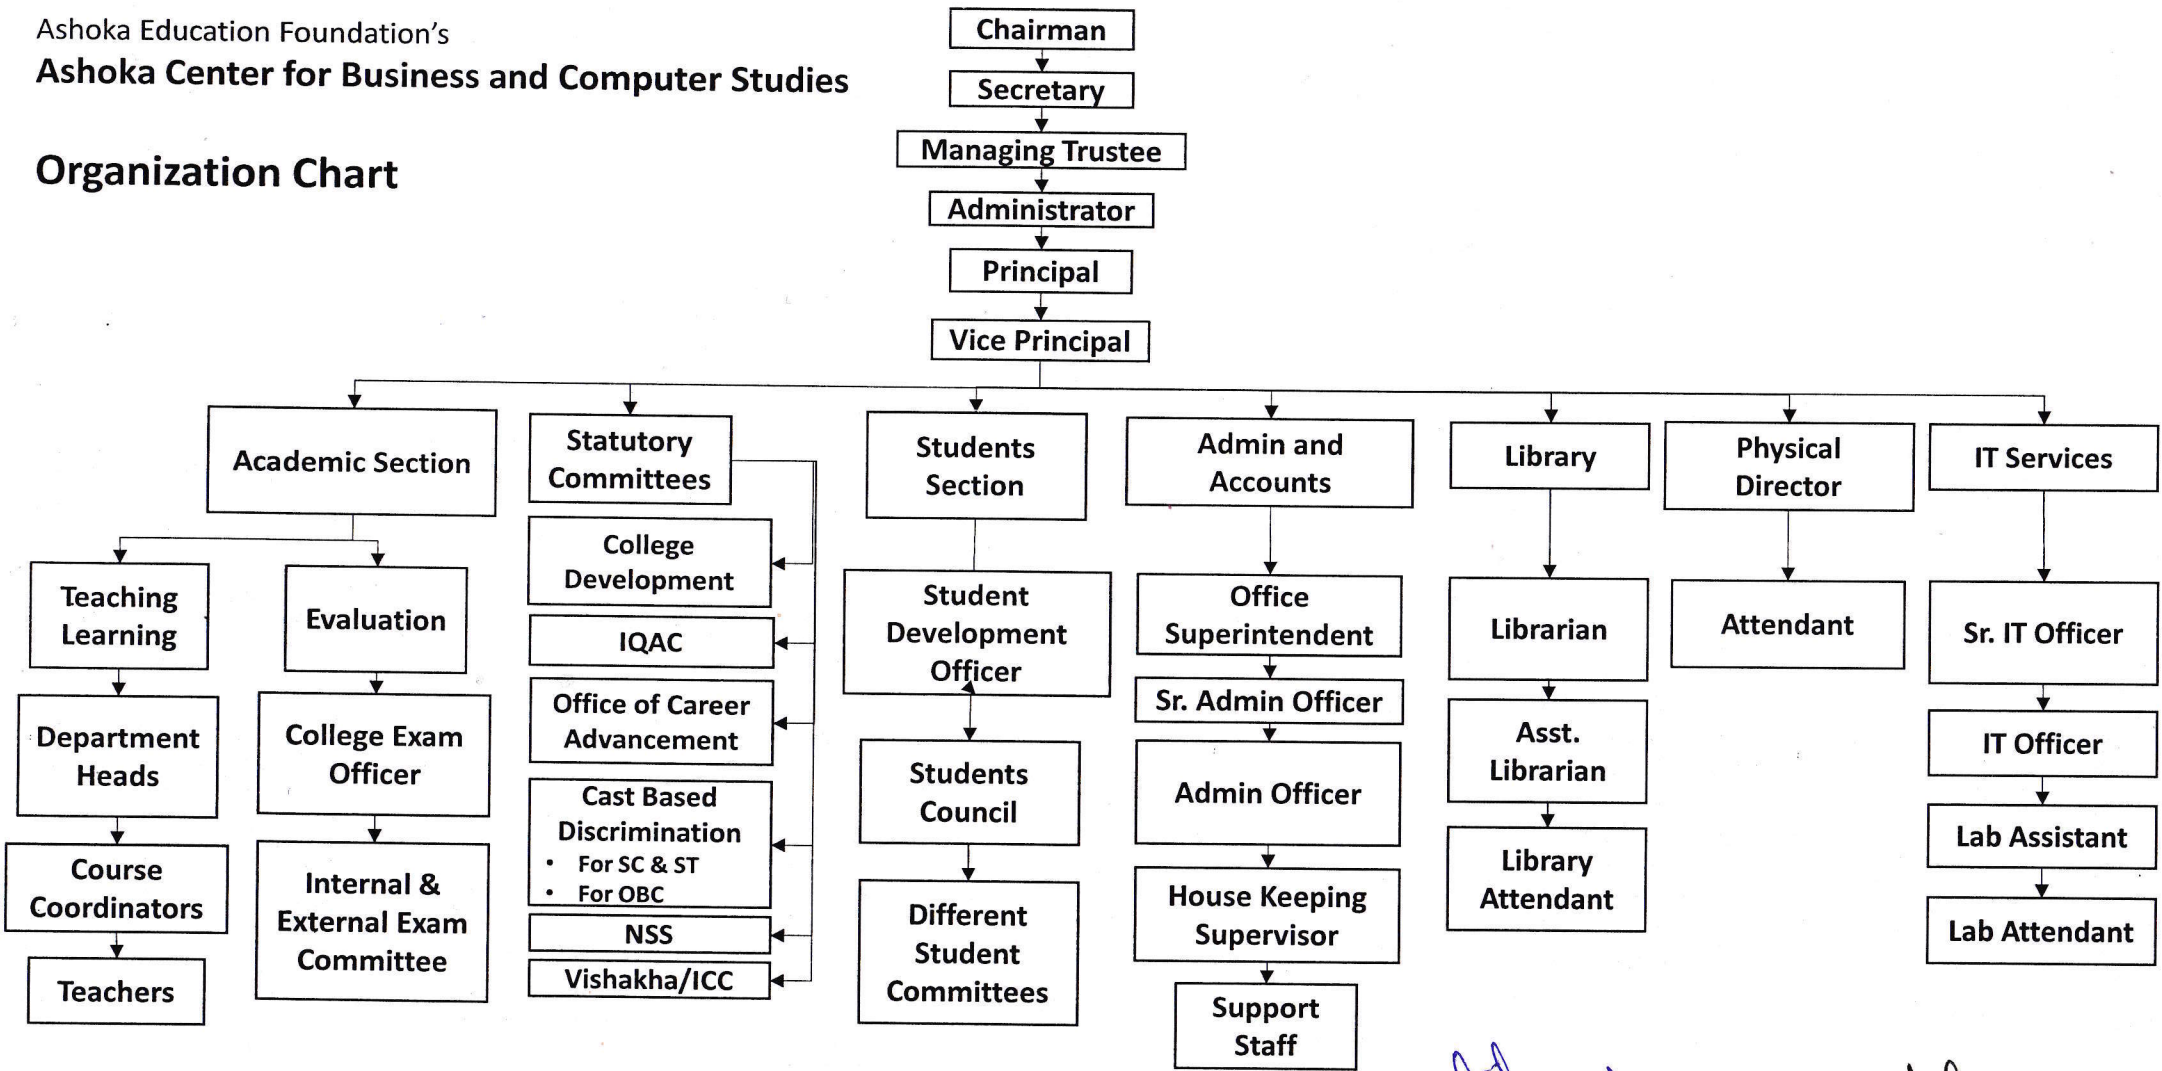 Ashoka Education Foundation's
Ashoka Center for Business and Computer Studies
Organization Chart
Chairman
Secretary
Managing Trustee
Administrator
Principal
Vice Principal
Academic Section
Statutory
Committees
Students
Section
Admin and
Accounts
Library
Physical
Director
IT Services
Teaching
Learning
Department
Heads
Course
Coordinators
Teachers
Evaluation
College Exam
Officer
Internal &
External Exam
Committee
College
Development
IQAC
Office of Career
Advancement
Cast Based
Discrimination
• For SC & ST
• For OBC
NSS
Vishakha/ICC
Student
Development
Officer
Students
Council
Different
Student
Committees
Office
Superintendent
Sr. Admin Officer
Admin Officer
House Keeping
Supervisor
Support
Staff
Librarian
Asst.
Librarian
Library
Attendant
Attendant
Sr. IT Officer
IT Officer
Lab Assistant
Lab Attendant